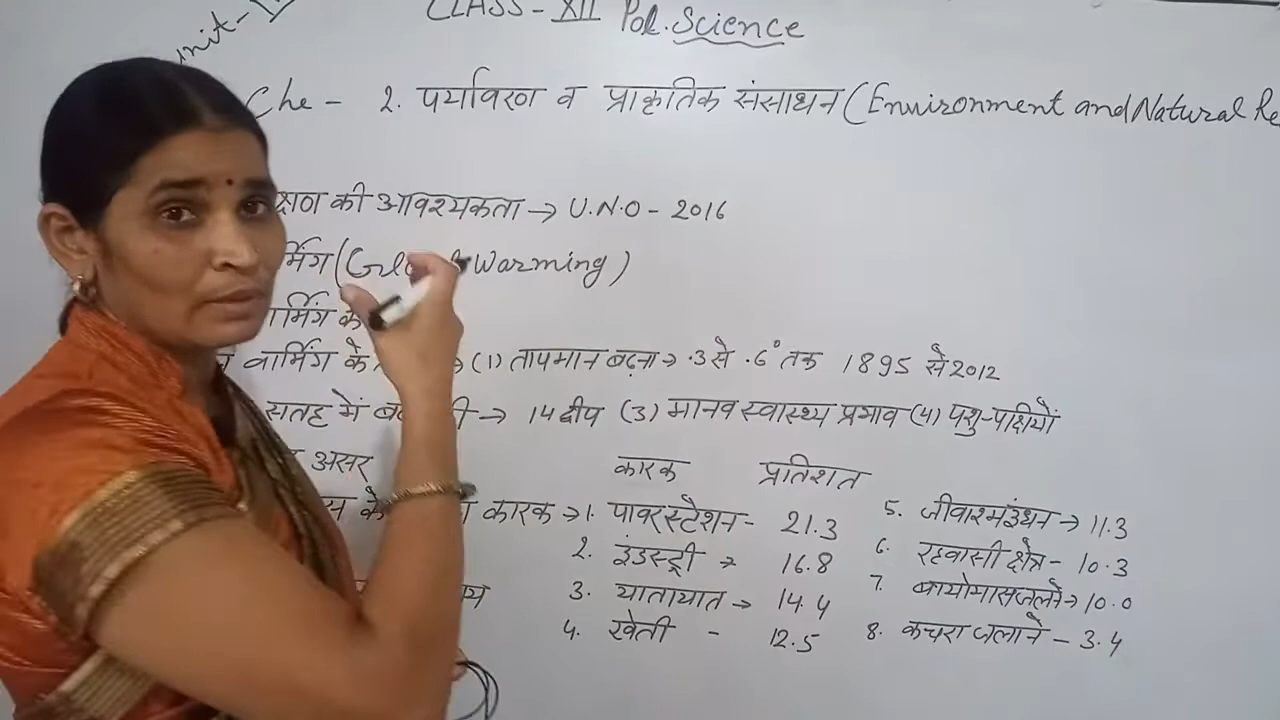 unit-
CLASS - XII Pol. Science
Che - 2. पर्यावरण व प्राकृतिक संसाधन (Environment and Natural Re
की आवश्यकता → U.N.O - 2016
र्मिंग (Gl Warming)
ार्मिंग के
वार्मिंग के (1) तापमान बढ़ना → .3 से .6° तक 1895 से 2012
सतह में → 14 द्वीप (3) मानव स्वास्थ्य प्रभाव (4) पशु-पक्षियों
असर
कारक प्रतिशत
के कारक → 1. पावर स्टेशन - 21.3
2. इंडस्ट्री → 16.8
3. यातायात → 14.4
4. खेती - 12.5
5. जीवाश्म इंधन → 11.3
6. रहवासी क्षेत्र - 10.3
7. बायोमास जलाने → 10.0
8. कचरा जलाने - 3.4